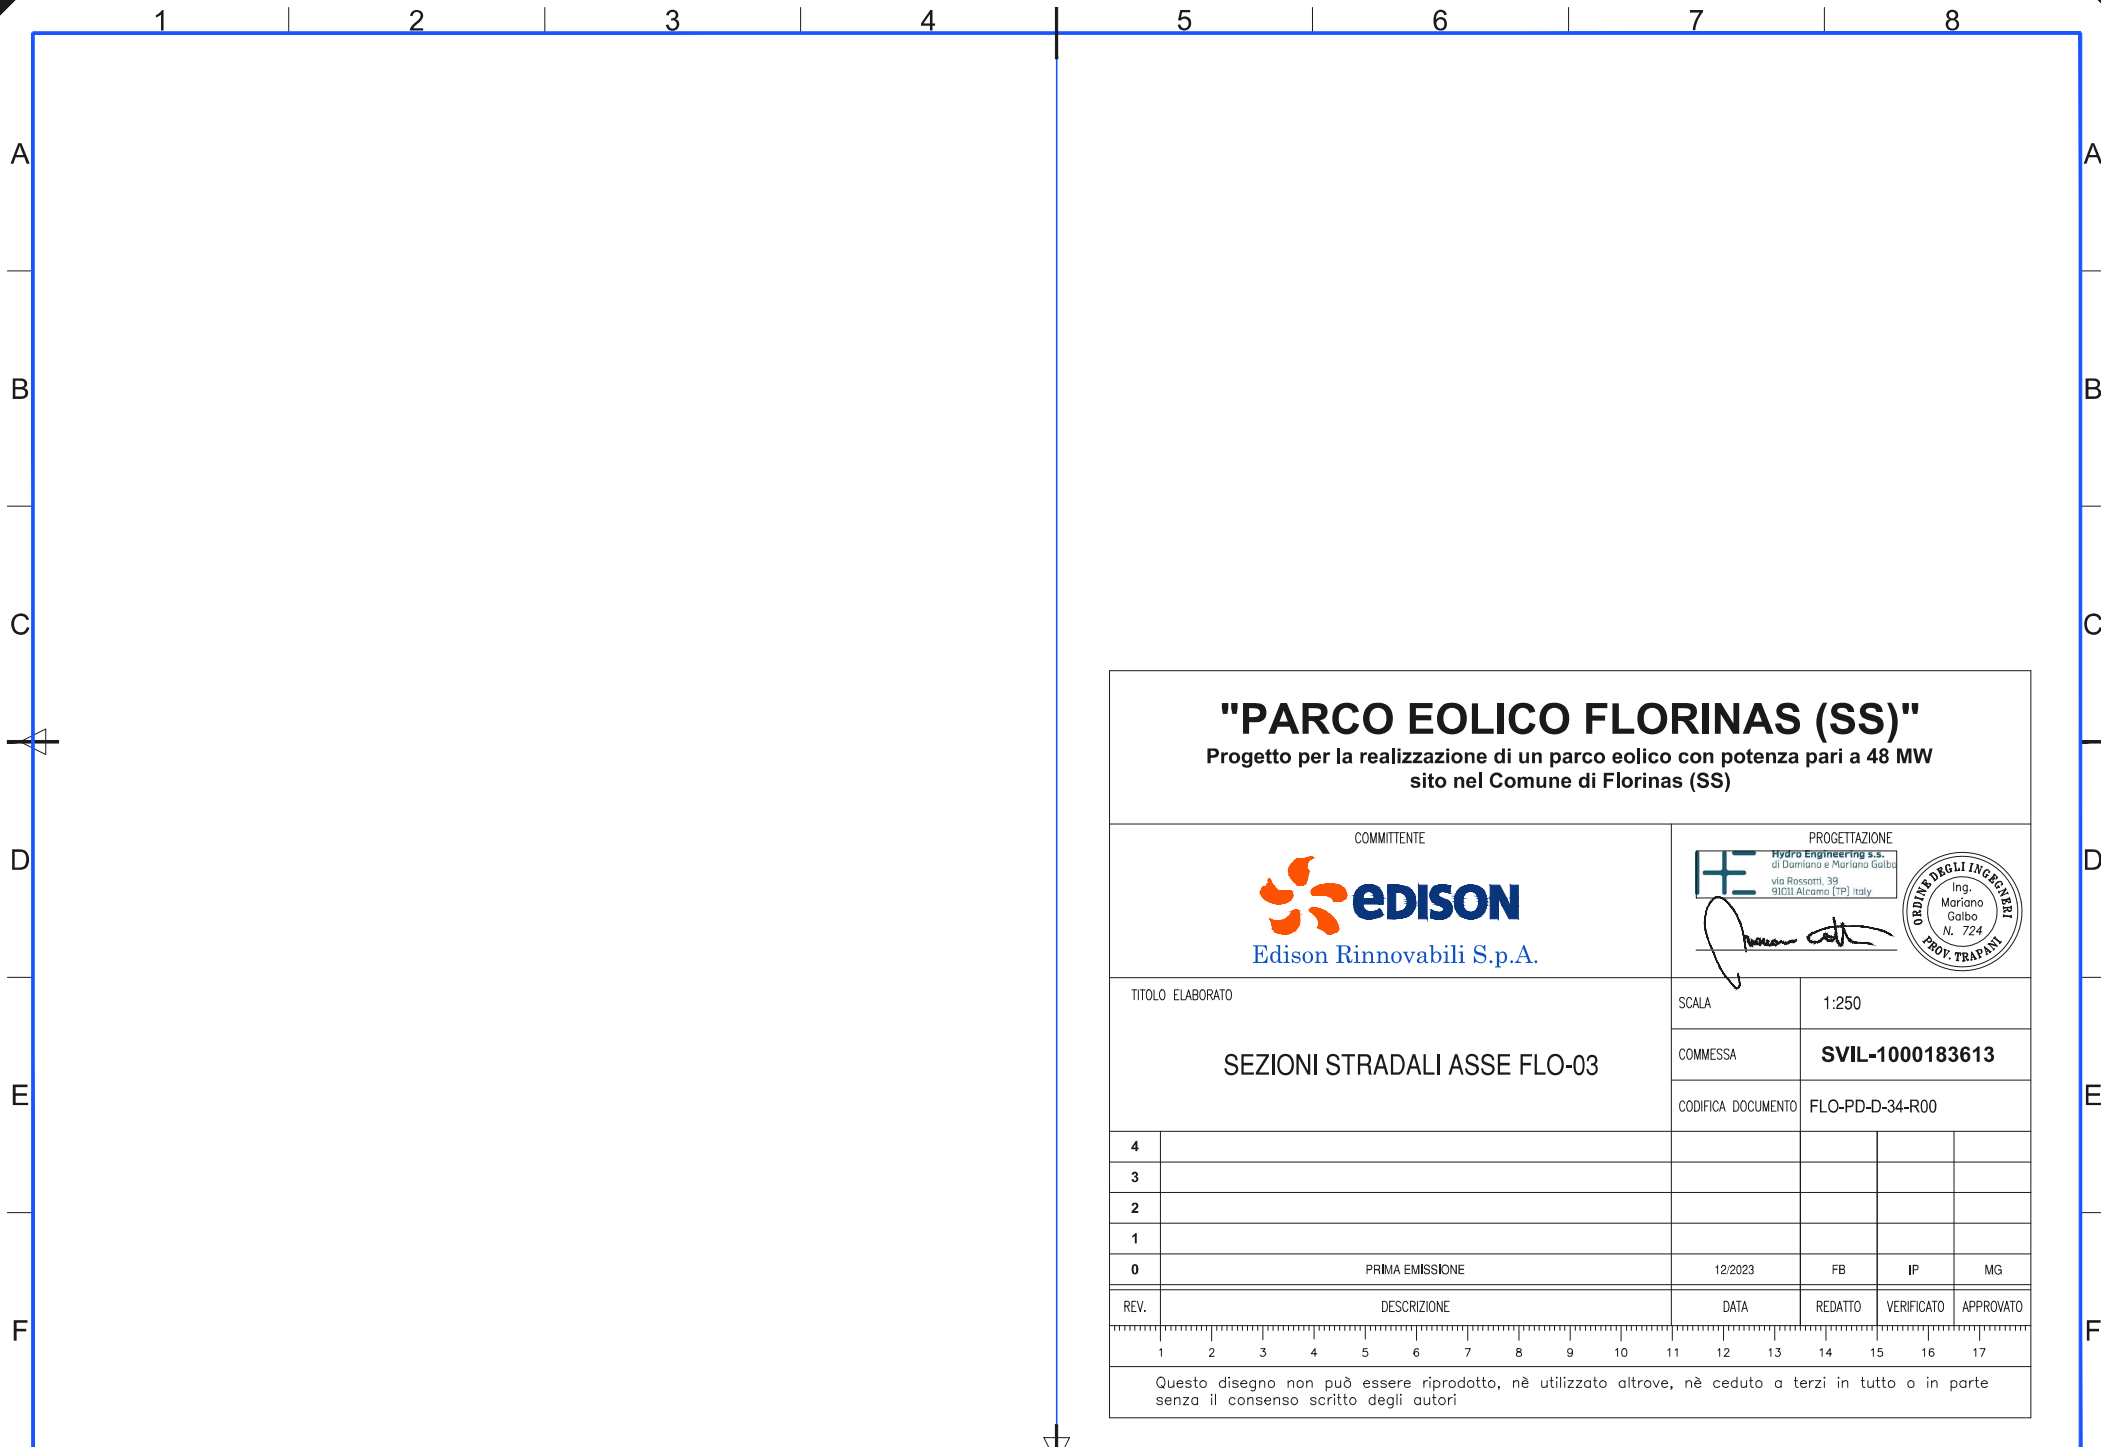 1 2 3 4 5 6 7 8
A A
B B
C C
"PARCO EOLICO FLORINAS (SS)"
Progetto per la realizzazione di un parco eolico con potenza pari a 48 MW
sito nel Comune di Florinas (SS)
COMMITTENTE
EDISON
Edison Rinnovabili S.p.A.
PROGETTAZIONE
Hydro Engineering s.s.
di Damiano e Mariano Galbo
via Rossotti, 39
91011 Alcamo (TP) Italy
ORDINE DEGLI INGEGNERI
Ing.
Mariano
Galbo
N. 724
PROV. TRAPANI
D D
TITOLO ELABORATO
SEZIONI STRADALI ASSE FLO-03
SCALA 1:250
COMMESSA SVIL-1000183613
CODIFICA DOCUMENTO FLO-PD-D-34-R00
E E
4
3
2
1
0 PRIMA EMISSIONE 12/2023 FB IP MG
REV. DESCRIZIONE DATA REDATTO VERIFICATO APPROVATO
F F
1 2 3 4 5 6 7 8 9 10 11 12 13 14 15 16 17
Questo disegno non può essere riprodotto, nè utilizzato altrove, nè ceduto a terzi in tutto o in parte
senza il consenso scritto degli autori